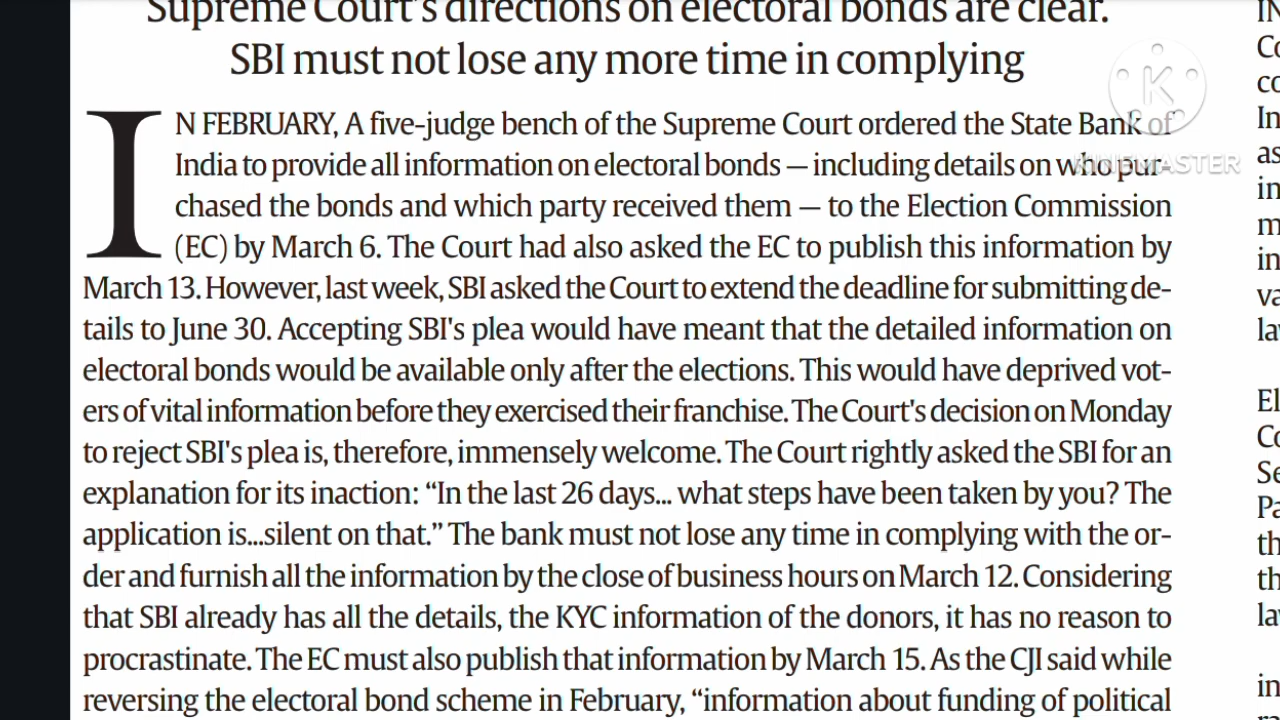 Supreme Court's directions on electoral bonds are clear.
SBI must not lose any more time in complying
IN FEBRUARY, A five-judge bench of the Supreme Court ordered the State Bank of
India to provide all information on electoral bonds — including details on who pur-
chased the bonds and which party received them — to the Election Commission
(EC) by March 6. The Court had also asked the EC to publish this information by
March 13. However, last week, SBI asked the Court to extend the deadline for submitting de-
tails to June 30. Accepting SBI's plea would have meant that the detailed information on
electoral bonds would be available only after the elections. This would have deprived vot-
ers of vital information before they exercised their franchise. The Court's decision on Monday
to reject SBI's plea is, therefore, immensely welcome. The Court rightly asked the SBI for an
explanation for its inaction: “In the last 26 days... what steps have been taken by you? The
application is...silent on that.” The bank must not lose any time in complying with the or-
der and furnish all the information by the close of business hours on March 12. Considering
that SBI already has all the details, the KYC information of the donors, it has no reason to
procrastinate. The EC must also publish that information by March 15. As the CJI said while
reversing the electoral bond scheme in February, “information about funding of political
K
KINEMASTER